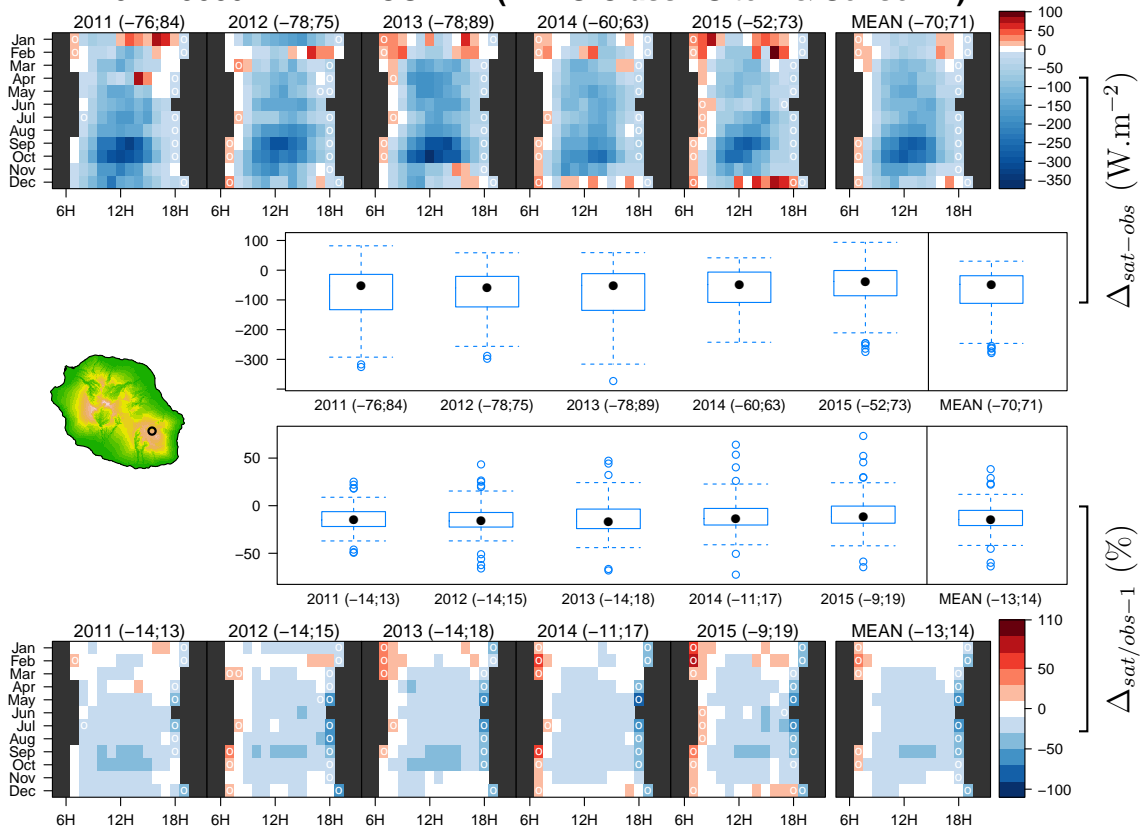 2011 (−76;84) 2012 (−78;75) 2013 (−78;89) 2014 (−60;63) 2015 (−52;73) MEAN (−70;71)
Jan
Feb
Mar
Apr
May
Jun
Jul
Aug
Sep
Oct
Nov
Dec
6H 12H 18H 6H 12H 18H 6H 12H 18H
6H 12H 18H 6H 12H 18H 6H 12H 18H
100
50
0
−50
−100
−150
−200
−250
−300
−350
Δsat−obs (W.m−2)
100
0
−100
−200
−300
2011 (−76;84) 2012 (−78;75) 2013 (−78;89) 2014 (−60;63) 2015 (−52;73) MEAN (−70;71)
50
0
−50
2011 (−14;13) 2012 (−14;15) 2013 (−14;18) 2014 (−11;17) 2015 (−9;19) MEAN (−13;14)
Δsat/obs−1 (%)
2011 (−14;13) 2012 (−14;15) 2013 (−14;18) 2014 (−11;17) 2015 (−9;19) MEAN (−13;14)
Jan
Feb
Mar
Apr
May
Jun
Jul
Aug
Sep
Oct
Nov
Dec
6H 12H 18H 6H 12H 18H 6H 12H 18H
6H 12H 18H 6H 12H 18H 6H 12H 18H
110
50
10
0
−10
−50
−100